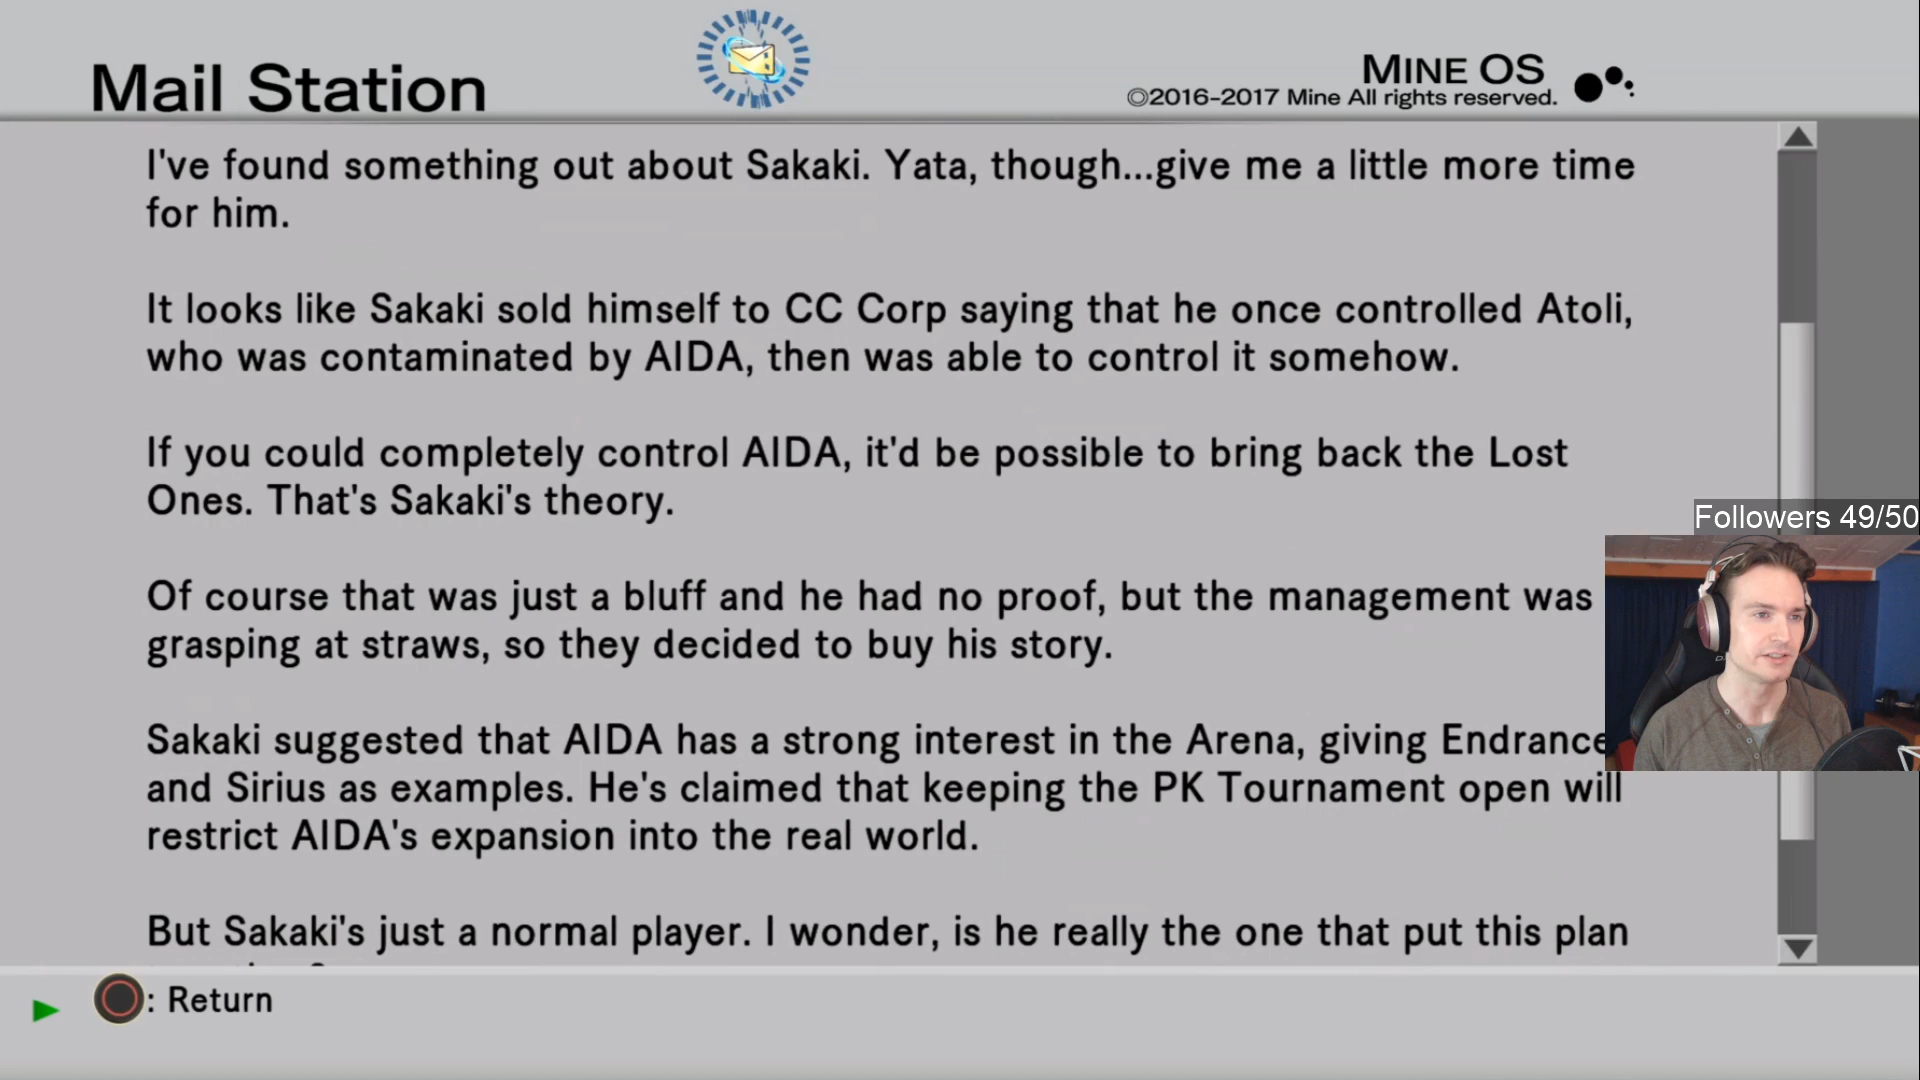 Mail Station
MINE OS
©2016-2017 Mine All rights reserved.
I've found something out about Sakaki. Yata, though...give me a little more time
for him.
It looks like Sakaki sold himself to CC Corp saying that he once controlled Atoli,
who was contaminated by AIDA, then was able to control it somehow.
If you could completely control AIDA, it'd be possible to bring back the Lost
Ones. That's Sakaki's theory.
Of course that was just a bluff and he had no proof, but the management was
grasping at straws, so they decided to buy his story.
Sakaki suggested that AIDA has a strong interest in the Arena, giving Endrance
and Sirius as examples. He's claimed that keeping the PK Tournament open will
restrict AIDA's expansion into the real world.
But Sakaki's just a normal player. I wonder, is he really the one that put this plan
Followers 49/50
: Return